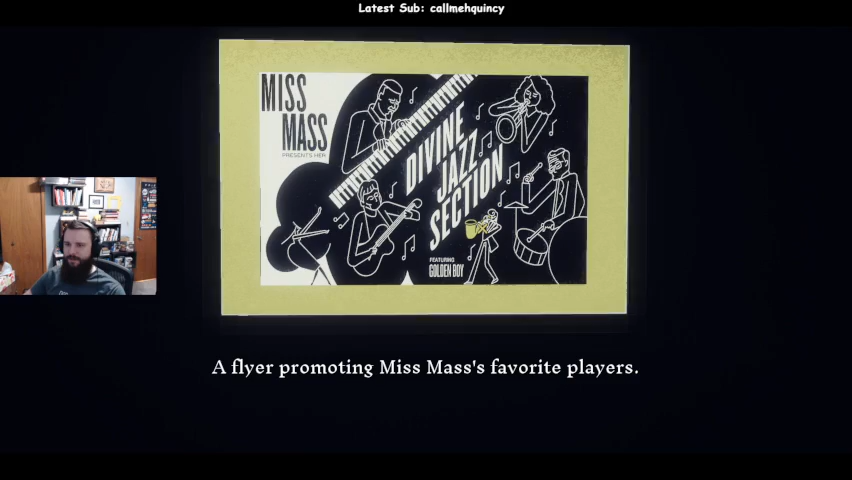 Latest Sub: callmehquincy
MISS
MASS
PRESENTS HER
DIVINE
JAZZ
SECTION
FEATURING
GOLDEN BOY
A flyer promoting Miss Mass's favorite players.